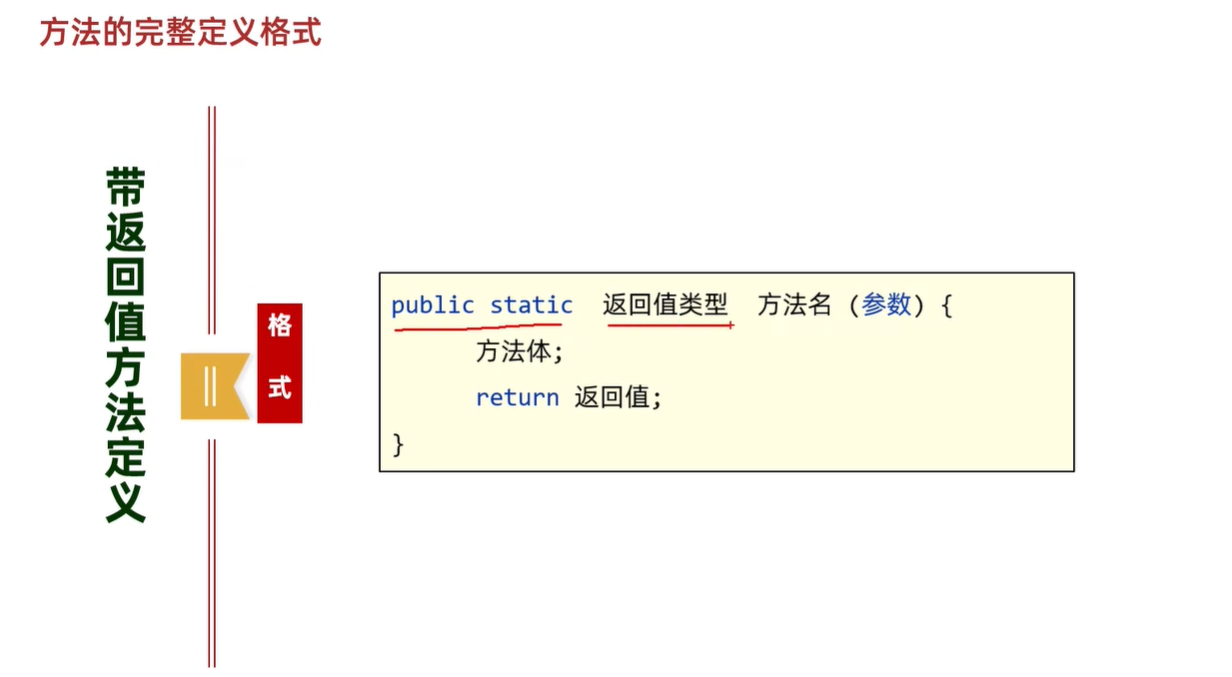 方法的完整定义格式
带返回值方法定义
格式
public static 返回值类型 方法名 (参数) {
方法体;
return 返回值;
}